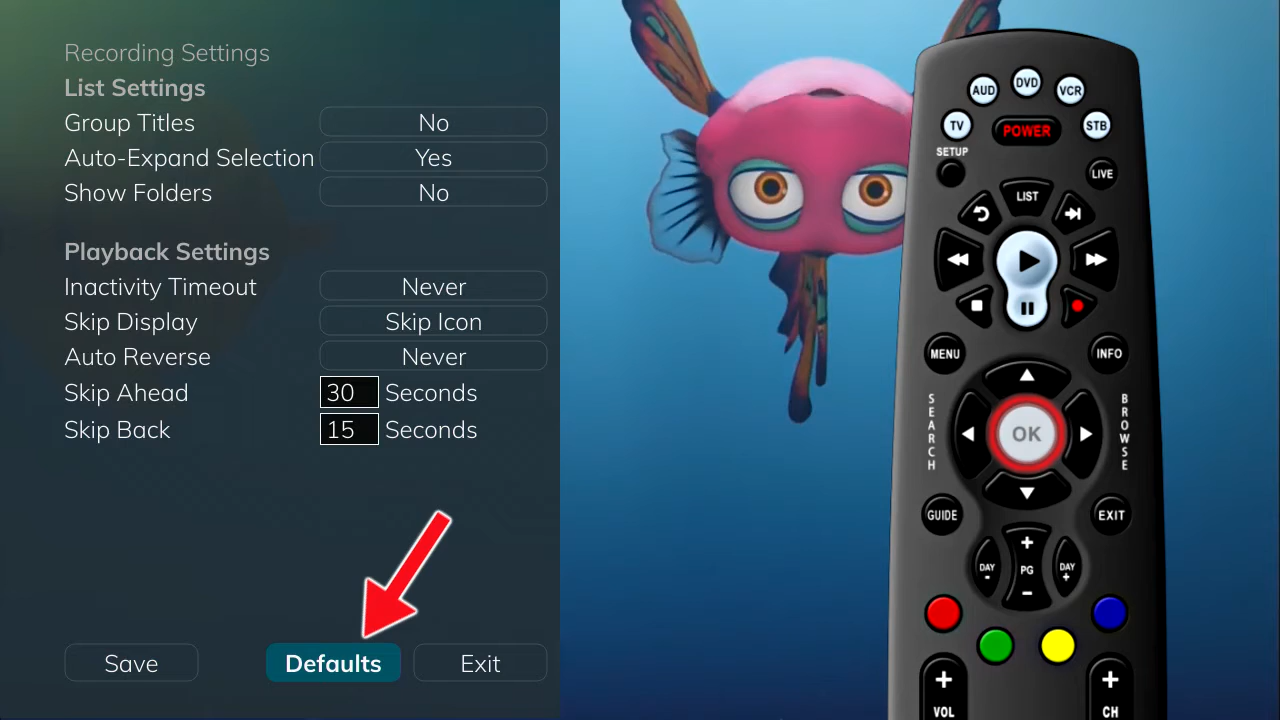 Recording Settings
List Settings
Group Titles No
Auto-Expand Selection Yes
Show Folders No
Playback Settings
Inactivity Timeout Never
Skip Display Skip Icon
Auto Reverse Never
Skip Ahead 30 Seconds
Skip Back 15 Seconds
Save Defaults Exit
AUD DVD VCR
TV POWER STB
SETUP
LIVE
LIST
MENU INFO
SEARCH
BROWSE
OK
GUIDE EXIT
+
DAY - PG DAY +
-
+ +
VOL CH